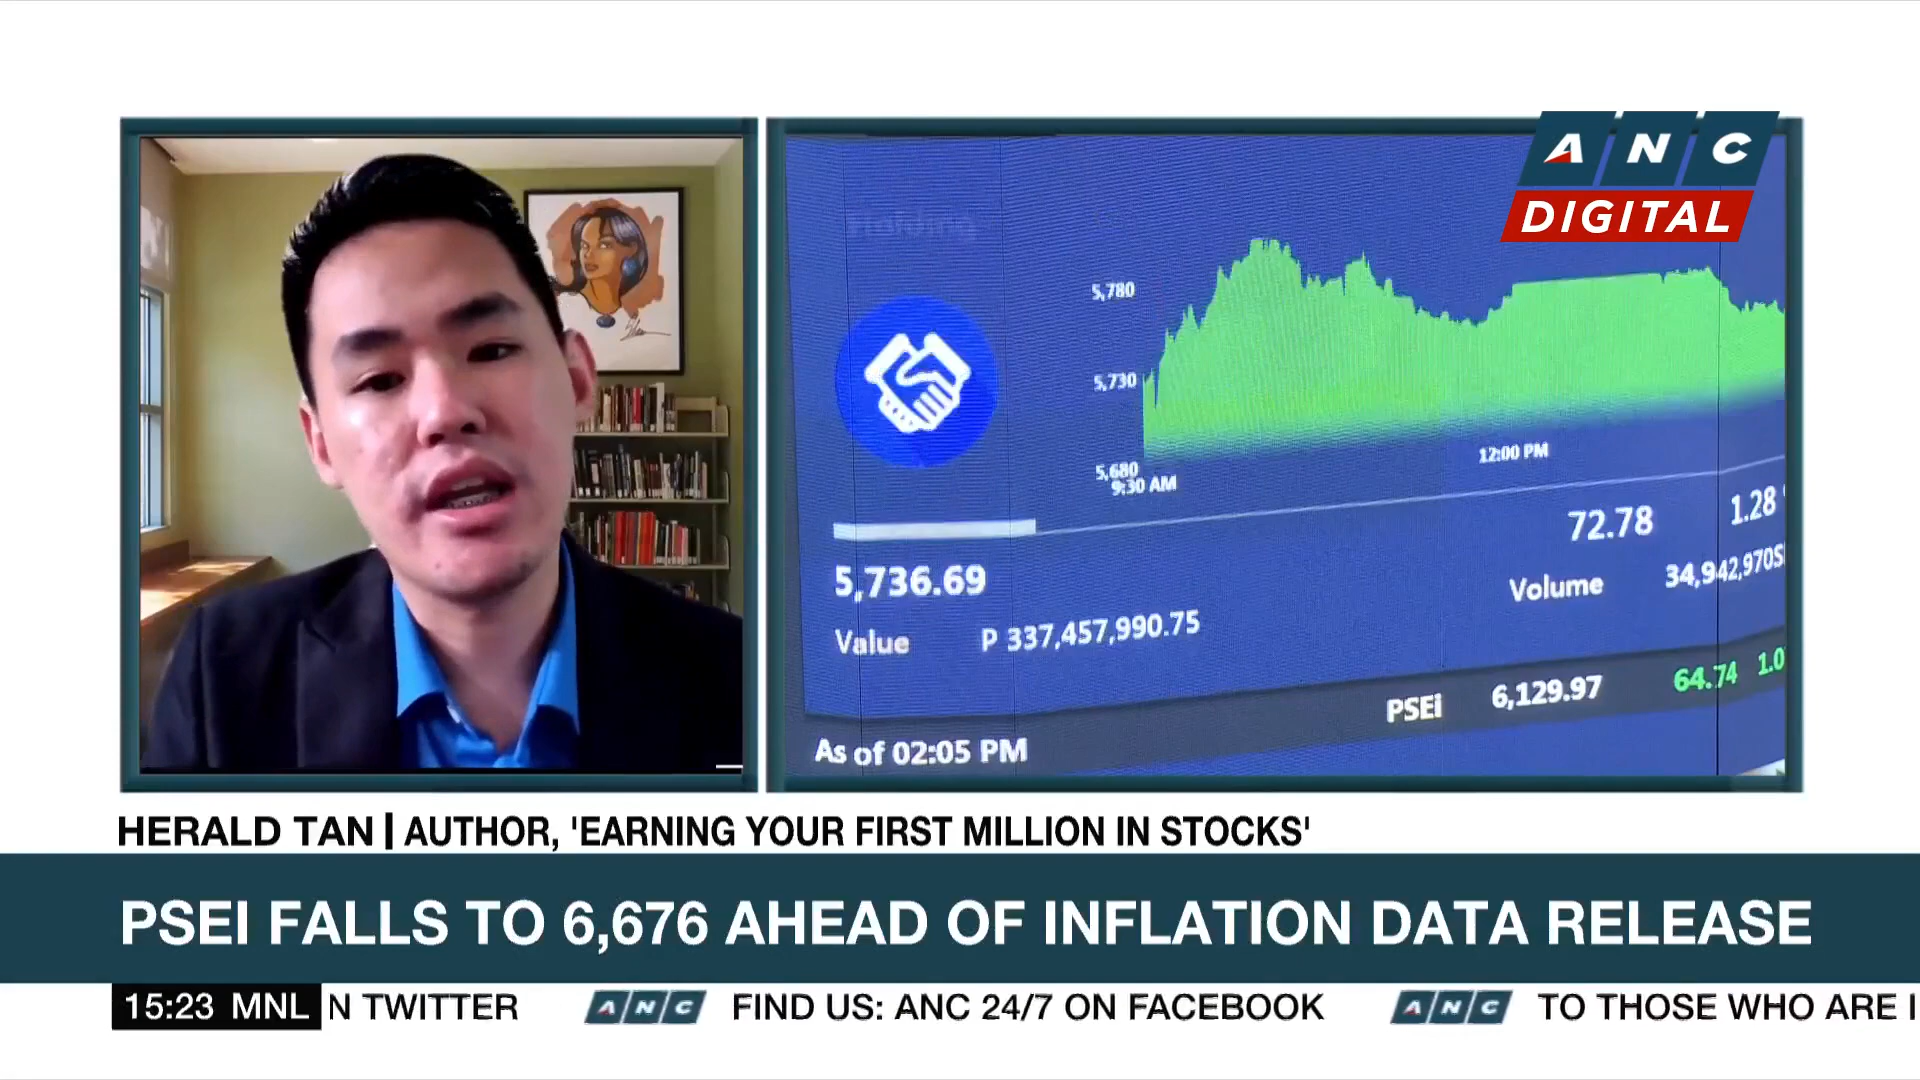 ANC
DIGITAL
Holding
5,780
5,730
5,680
9:30 AM
12:00 PM
72.78
1.28
5,736.69
Volume
34,942,970S
Value
P 337,457,990.75
PSEi
6,129.97
64.74
1.0
As of 02:05 PM
HERALD TAN | AUTHOR, 'EARNING YOUR FIRST MILLION IN STOCKS'
PSEI FALLS TO 6,676 AHEAD OF INFLATION DATA RELEASE
15:23 MNL
N TWITTER
ANC
FIND US: ANC 24/7 ON FACEBOOK
ANC
TO THOSE WHO ARE I